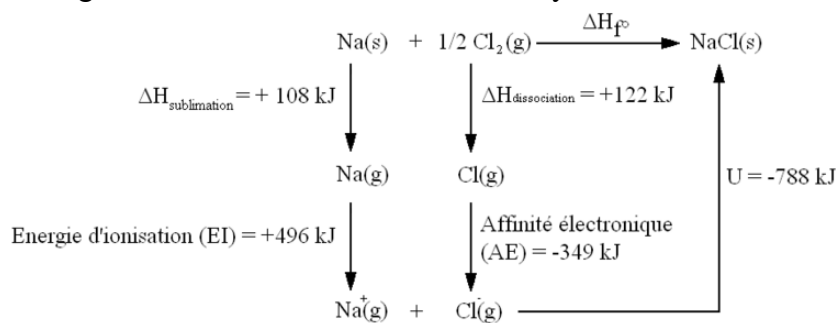 ΔHf°
Na(s) + 1/2 Cl₂(g) NaCl(s)
ΔHsublimation = + 108 kJ
ΔHdissociation = +122 kJ
Na(g) Cl(g)
U = -788 kJ
Energie d'ionisation (EI) = +496 kJ
Affinité électronique
(AE) = -349 kJ
Na⁺(g) + Cl⁻(g)